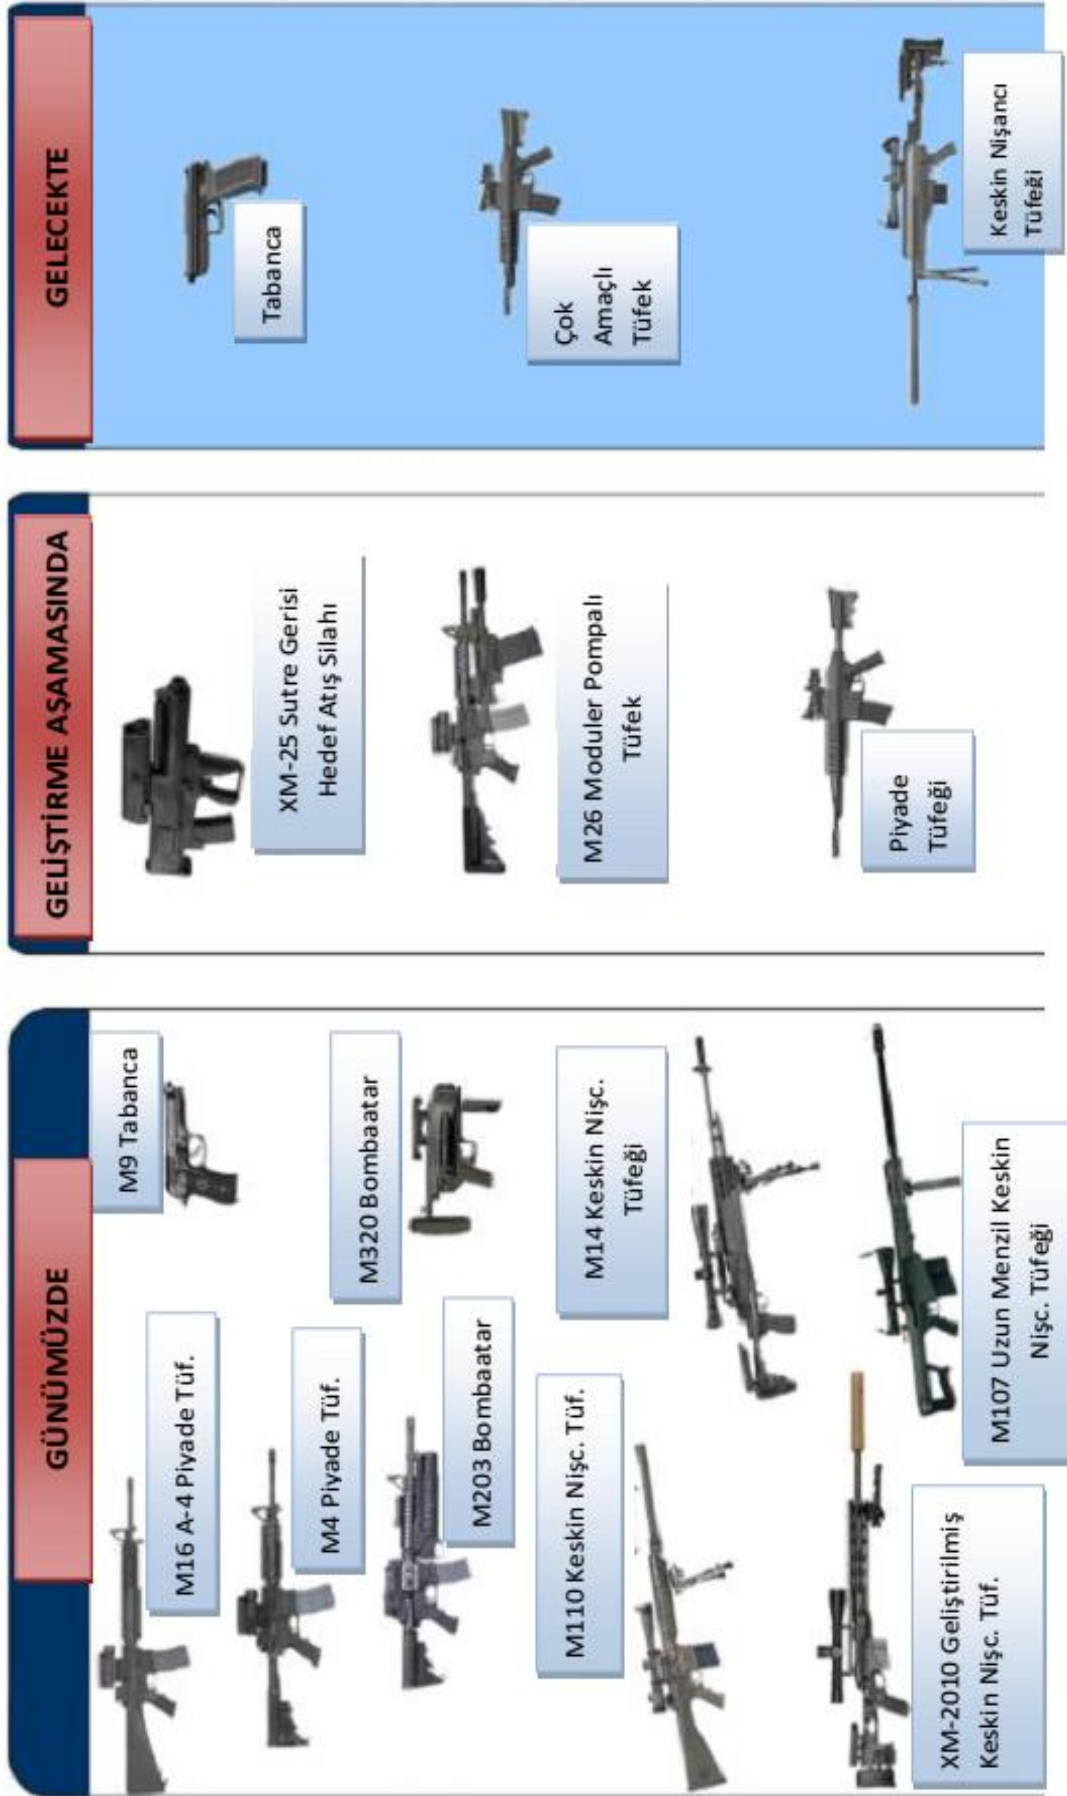 GÜNÜMÜZDE
M16 A-4 Piyade Tüf.
M9 Tabanca
M4 Piyade Tüf.
M320 Bombaatar
M203 Bombaatar
M110 Keskin Nişc. Tüf.
M14 Keskin Nişc.
Tüfeği
XM-2010 Geliştirilmiş
Keskin Nişc. Tüf.
M107 Uzun Menzil Keskin
Nişc. Tüfeği
GELİŞTİRME AŞAMASINDA
XM-25 Sutre Gerisi
Hedef Atış Silahı
M26 Moduler Pompalı
Tüfek
Piyade
Tüfeği
GELECEKTE
Tabanca
Çok
Amaçlı
Tüfek
Keskin Nişancı
Tüfeği